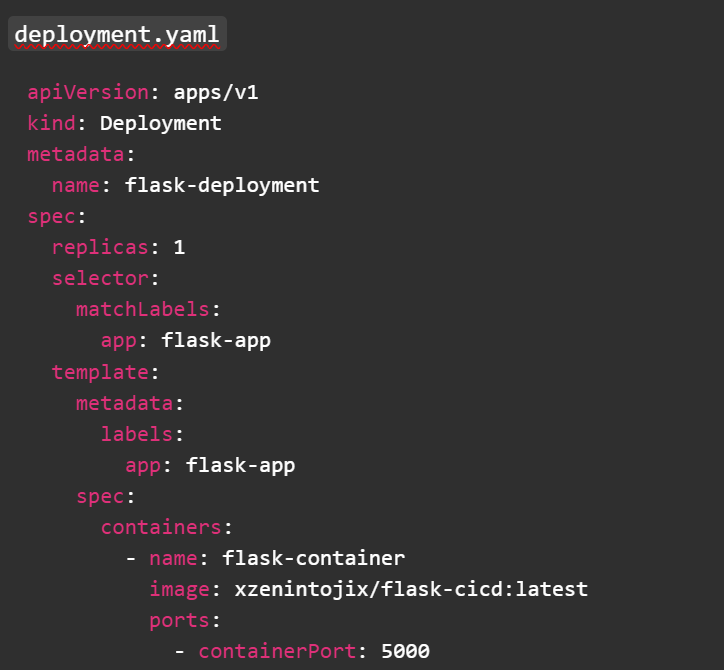 deployment.yaml
apiVersion: apps/v1
kind: Deployment
metadata:
  name: flask-deployment
spec:
  replicas: 1
  selector:
    matchLabels:
      app: flask-app
  template:
    metadata:
      labels:
        app: flask-app
    spec:
      containers:
        - name: flask-container
          image: xzenintojix/flask-cicd:latest
          ports:
            - containerPort: 5000